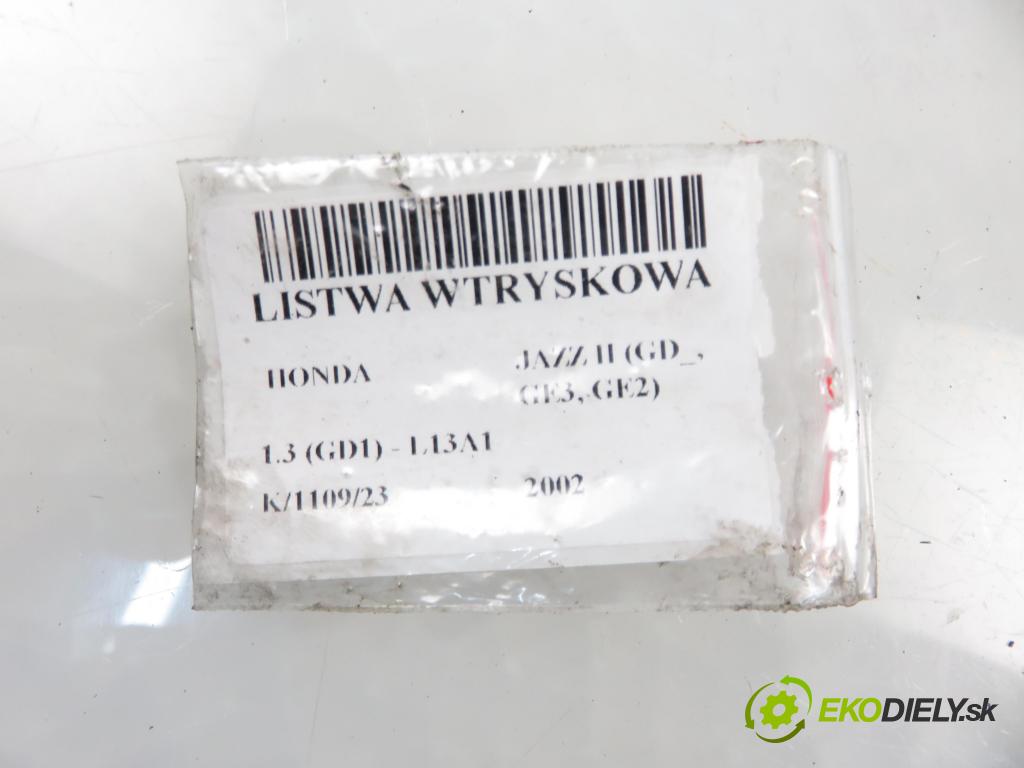 LISTWA WTRYSKOWA
HONDA
JAZZ II (GD_,
GE3, GE2)
1.3 (GD1) - L13A1
K/1109/23
2002
EKODIELY.sk